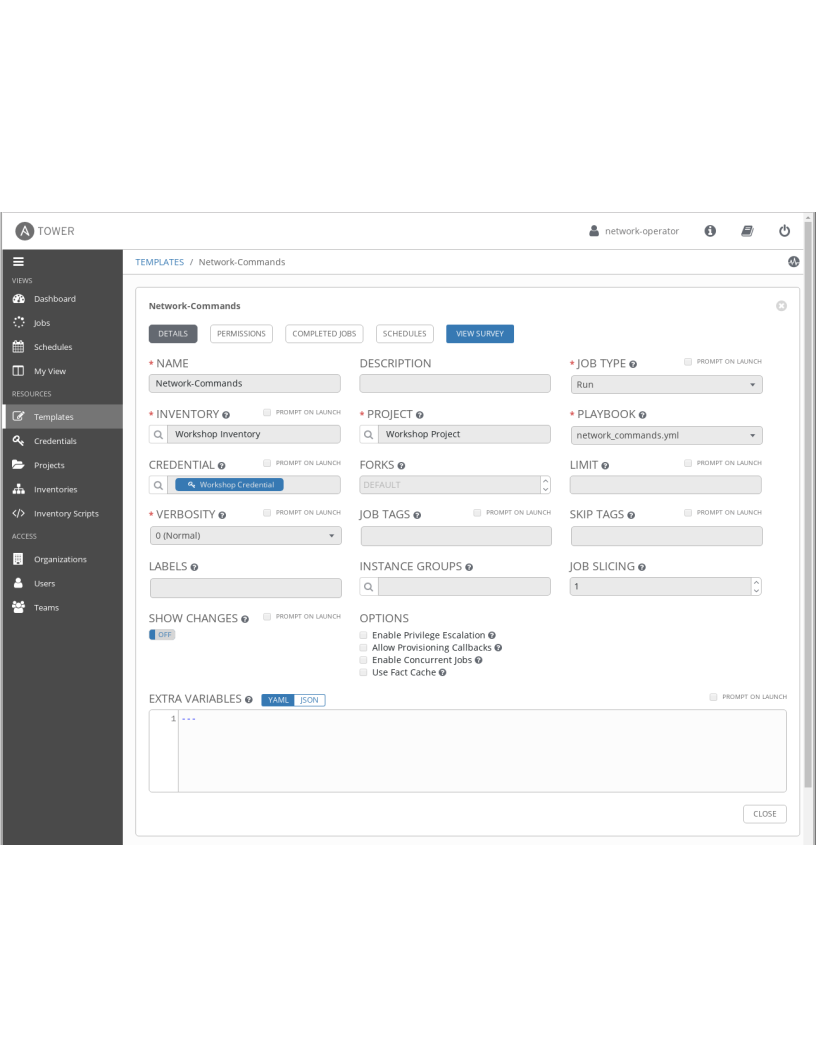 TOWER
network-operator
TEMPLATES / Network-Commands
VIEWS
Dashboard
Jobs
Schedules
My View
RESOURCES
Templates
Credentials
Projects
Inventories
Inventory Scripts
ACCESS
Organizations
Users
Teams
Network-Commands
DETAILS PERMISSIONS COMPLETED JOBS SCHEDULES VIEW SURVEY
* NAME DESCRIPTION * JOB TYPE PROMPT ON LAUNCH
Network-Commands Run
* INVENTORY PROMPT ON LAUNCH * PROJECT * PLAYBOOK
Workshop Inventory Workshop Project network_commands.yml
CREDENTIAL PROMPT ON LAUNCH FORKS LIMIT PROMPT ON LAUNCH
Workshop Credential DEFAULT
* VERBOSITY PROMPT ON LAUNCH JOB TAGS PROMPT ON LAUNCH SKIP TAGS PROMPT ON LAUNCH
0 (Normal)
LABELS INSTANCE GROUPS JOB SLICING
1
SHOW CHANGES PROMPT ON LAUNCH OPTIONS
OFF Enable Privilege Escalation
Allow Provisioning Callbacks
Enable Concurrent Jobs
Use Fact Cache
EXTRA VARIABLES YAML JSON PROMPT ON LAUNCH
1 ---
CLOSE